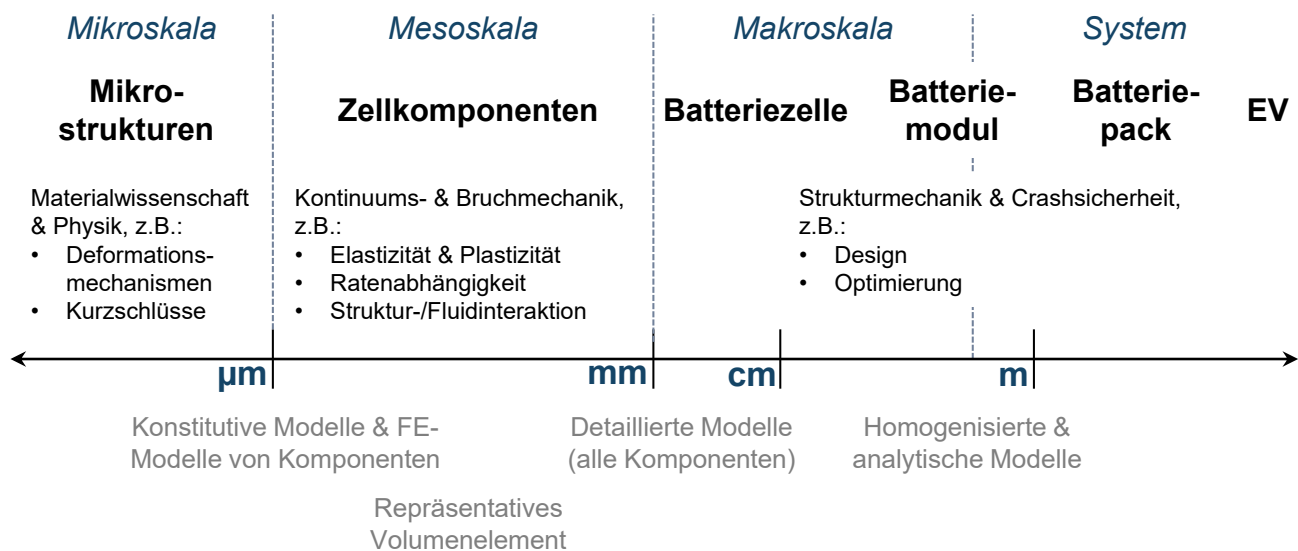 Mikroskala Mesoskala Makroskala System
Mikro-
strukturen
Zellkomponenten
Batteriezelle
Batterie-
modul
Batterie-
pack
EV
Materialwissenschaft
& Physik, z.B.:
• Deformations-
mechanismen
• Kurzschlüsse
Kontinuums- & Bruchmechanik,
z.B.:
• Elastizität & Plastizität
• Ratenabhängigkeit
• Struktur-/Fluidinteraktion
Strukturmechanik & Crashsicherheit,
z.B.:
• Design
• Optimierung
µm mm cm m
Konstitutive Modelle & FE-
Modelle von Komponenten
Repräsentatives
Volumenelement
Detaillierte Modelle
(alle Komponenten)
Homogenisierte &
analytische Modelle